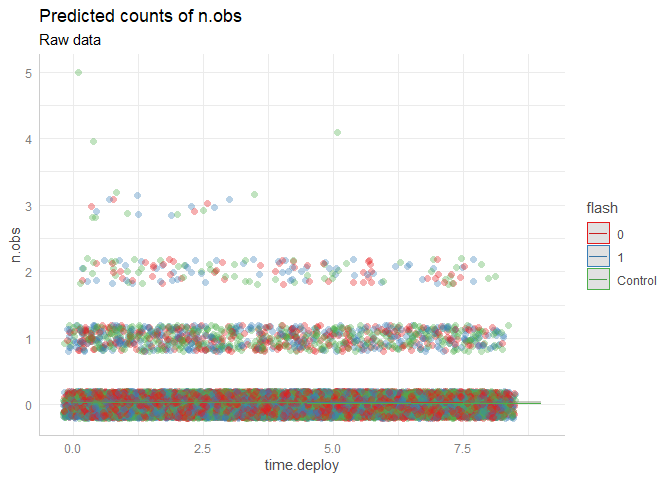 Predicted counts of n.obs
Raw data
5
4
3
2
1
0
n.obs
0.0
2.5
5.0
7.5
time.deploy
flash
0
1
Control